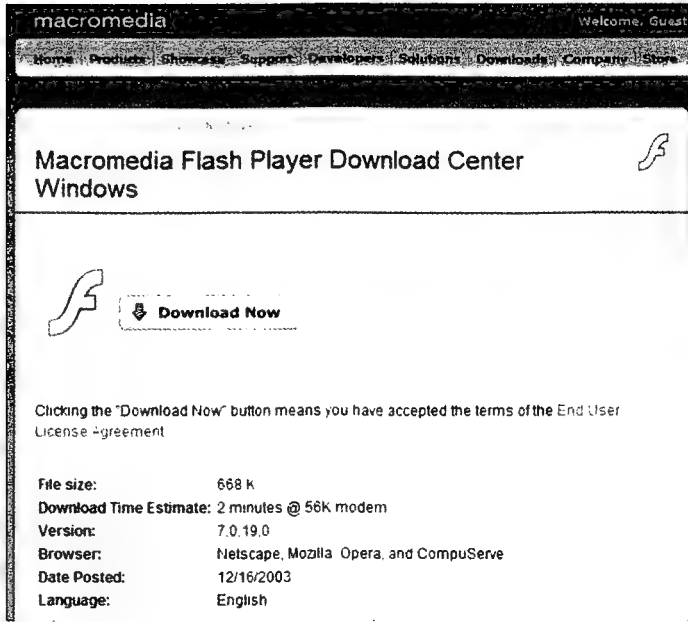 macromedia
Welcome, Guest
Home Products Showcase Support Developers Solutions Downloads Company Store
Macromedia Flash Player Download Center
Windows
Download Now
Clicking the "Download Now" button means you have accepted the terms of the End User
License Agreement
File size: 668 K
Download Time Estimate: 2 minutes @ 56K modem
Version: 7,0,19,0
Browser: Netscape, Mozilla, Opera, and CompuServe
Date Posted: 12/16/2003
Language: English